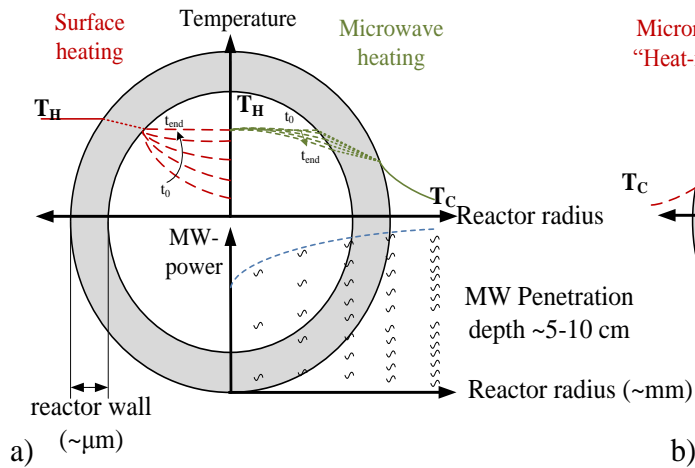 Temperature
Surface
heating
Microwave
heating
T_H
T_H
t_end
t_0
t_0
t_end
T_C
Reactor radius
MW-
power
MW Penetration
depth ~5-10 cm
Reactor radius (~mm)
reactor wall
(~μm)
a)
“Heat-
T_C
b)